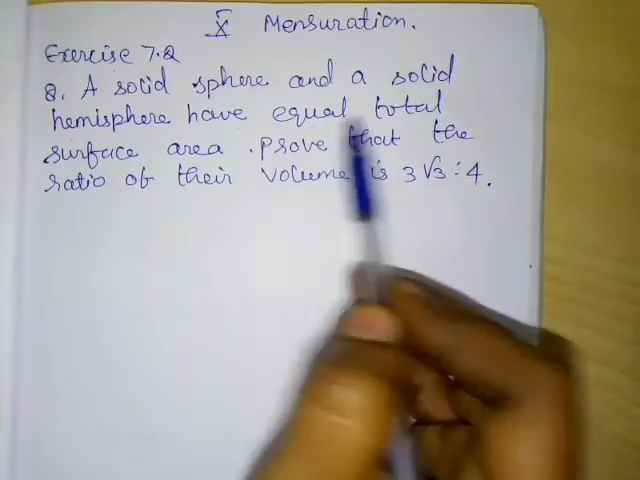 X Mensuration.
Exercise 7.2
8. A solid sphere and a solid
hemisphere have equal total
surface area . Prove that the
ratio of their volume is 3√3 : 4.